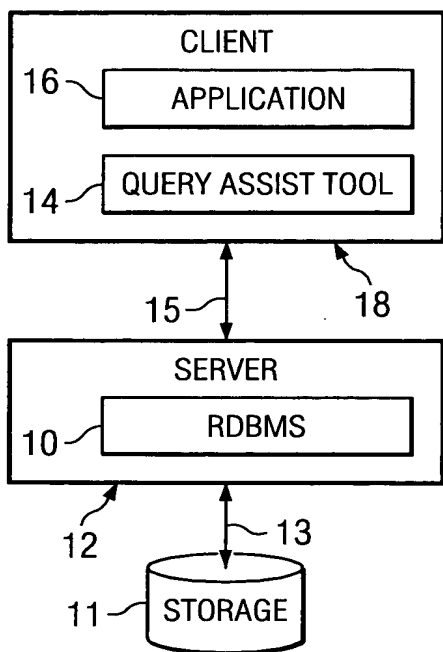 CLIENT
16 APPLICATION
14 QUERY ASSIST TOOL
15
18
SERVER
10 RDBMS
12
13
11 STORAGE